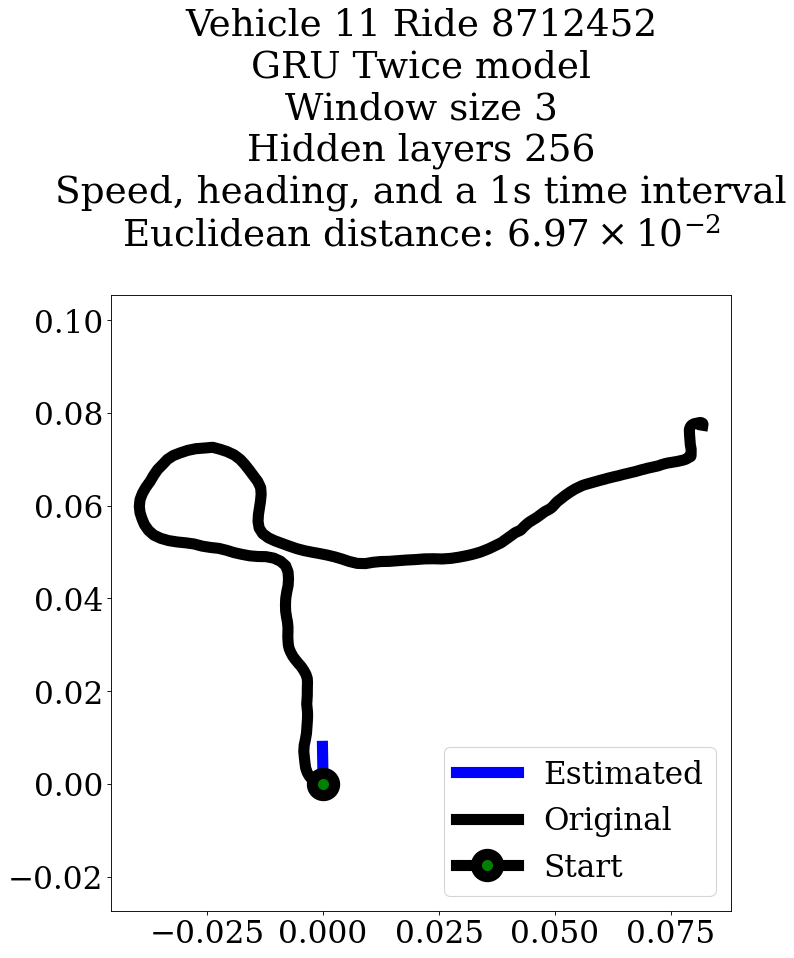 Vehicle 11 Ride 8712452
GRU Twice model
Window size 3
Hidden layers 256
Speed, heading, and a 1s time interval
Euclidean distance: 6.97 × 10⁻²
0.10
0.08
0.06
0.04
0.02
0.00
−0.02
Estimated
Original
Start
−0.025 0.000 0.025 0.050 0.075